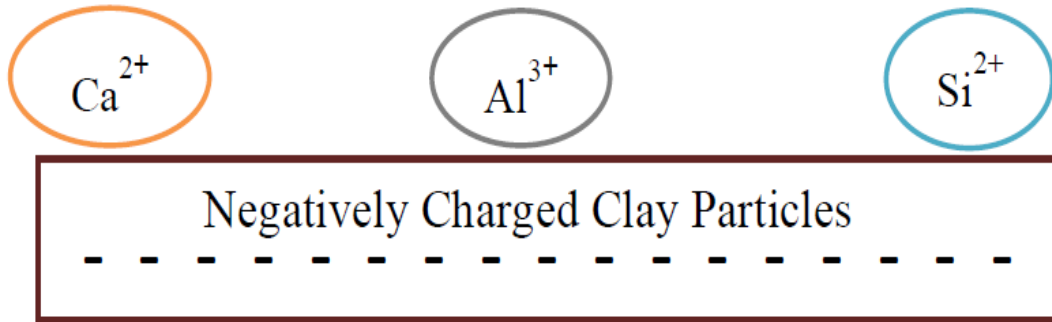 Ca²⁺ Al³⁺ Si²⁺
Negatively Charged Clay Particles
- - - - - - - - - - - - - - - - -